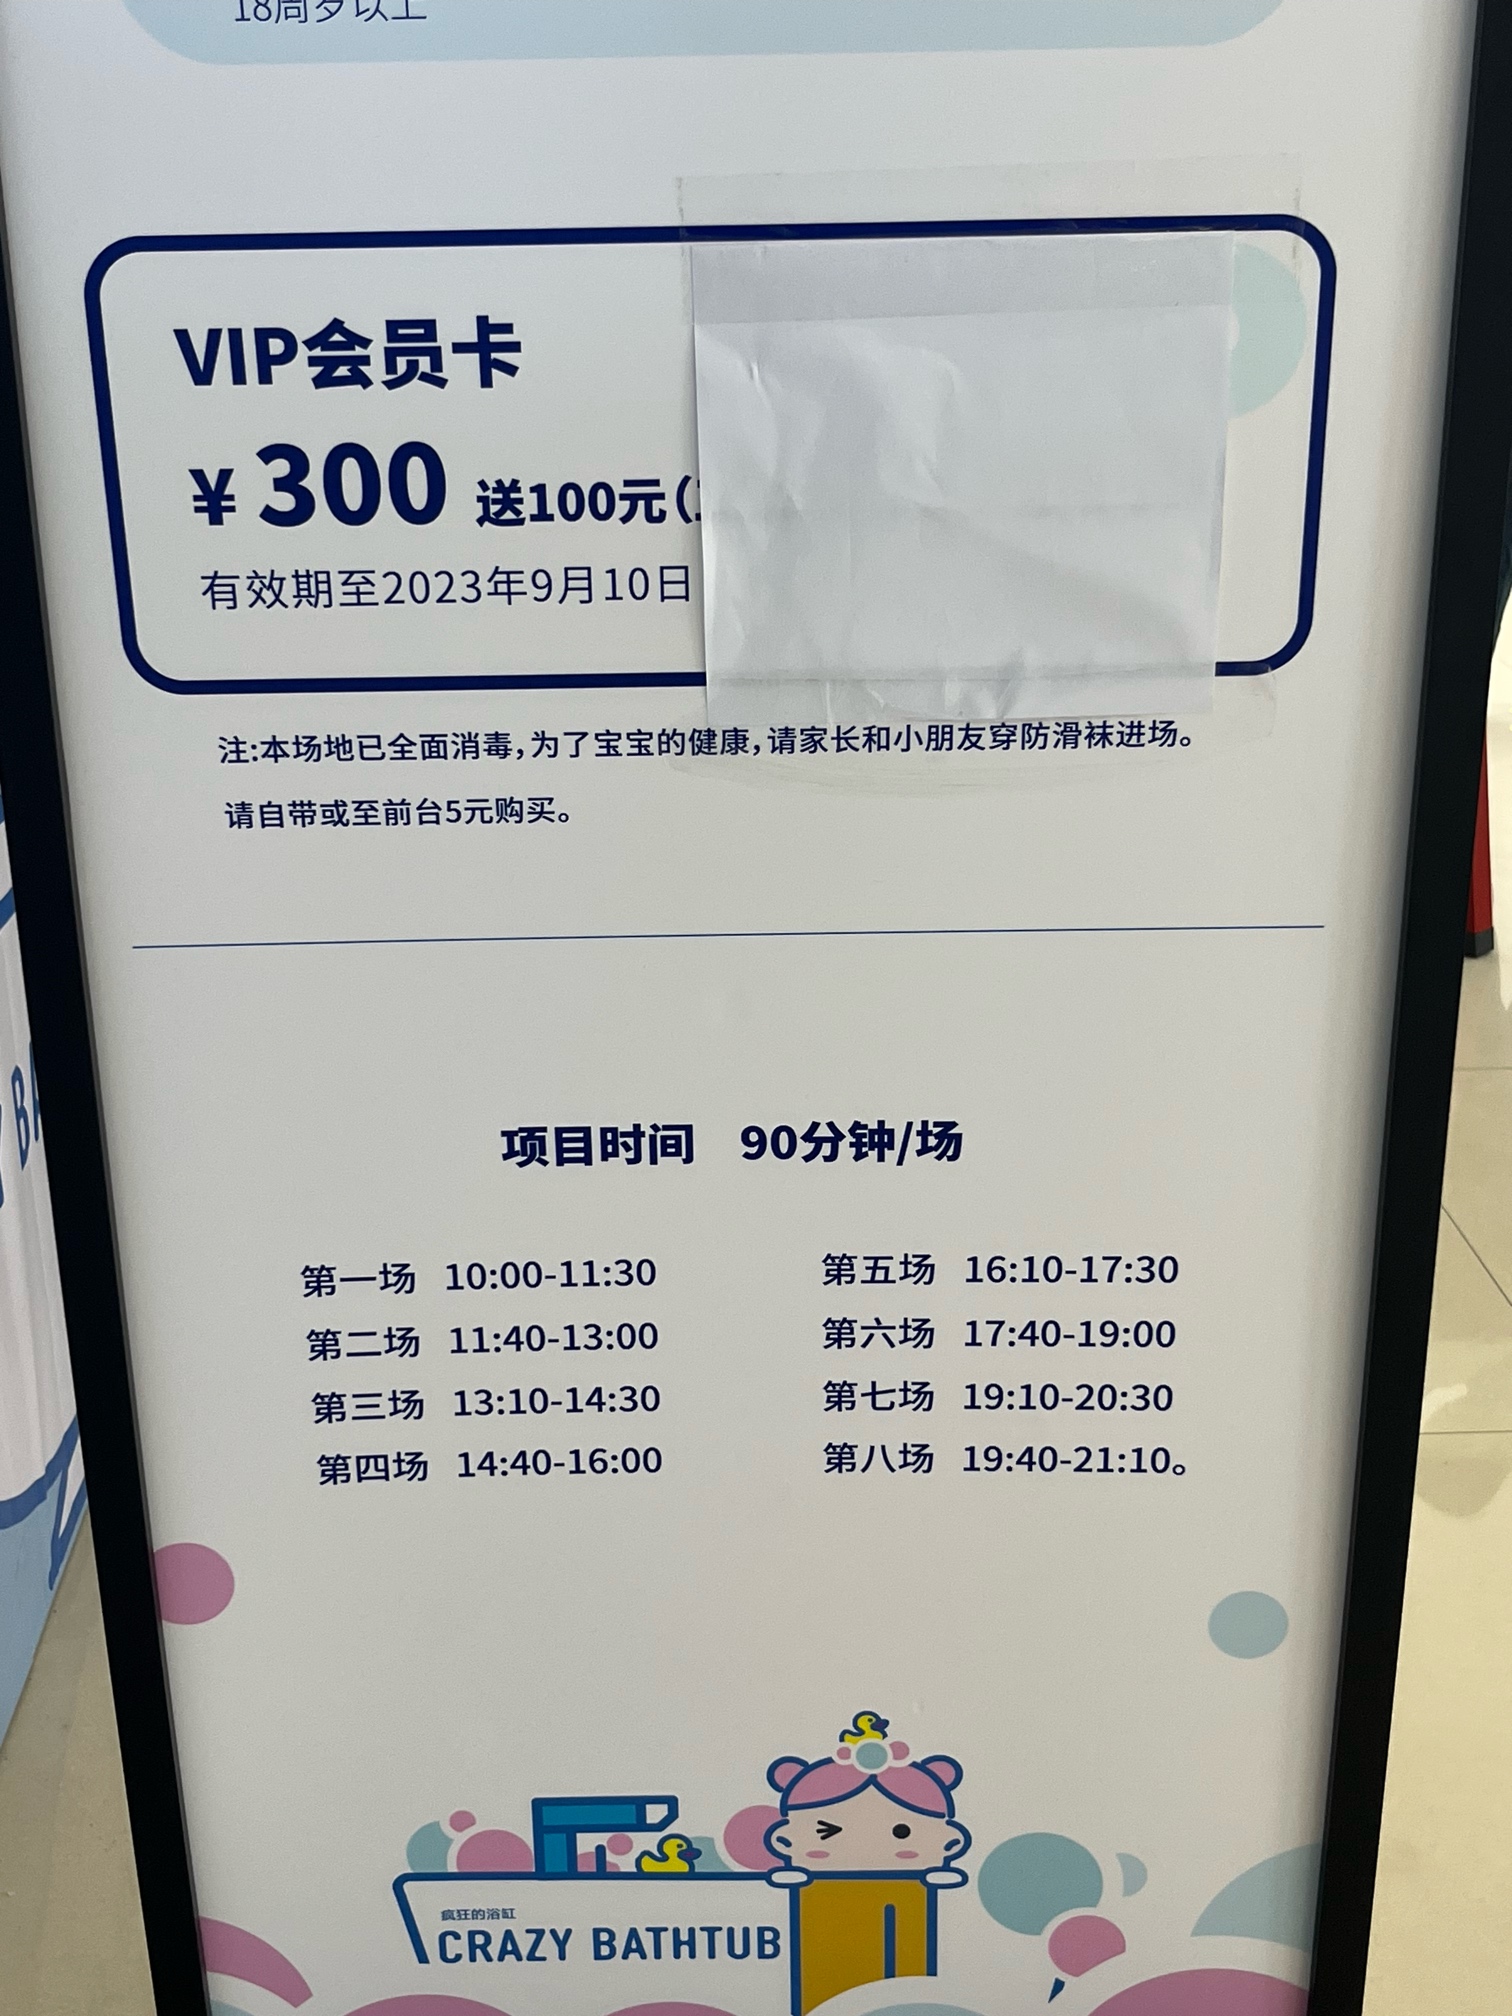 18周岁以上
VIP会员卡
¥300 送100元(
有效期至2023年9月10日
注:本场地已全面消毒,为了宝宝的健康,请家长和小朋友穿防滑袜进场。
请自带或至前台5元购买。
项目时间 90分钟/场
第一场 10:00-11:30
第二场 11:40-13:00
第三场 13:10-14:30
第四场 14:40-16:00
第五场 16:10-17:30
第六场 17:40-19:00
第七场 19:10-20:30
第八场 19:40-21:10。
疯狂的浴缸
CRAZY BATHTUB